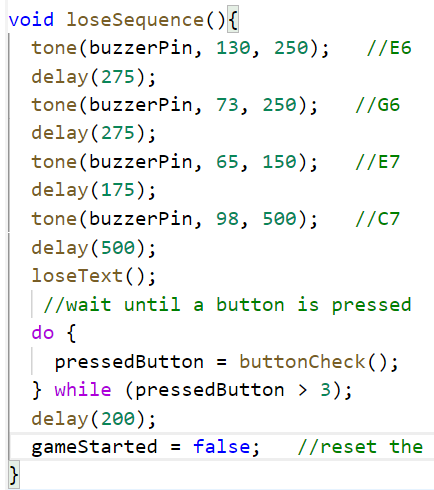 void loseSequence(){
  tone(buzzerPin, 130, 250);   //E6
  delay(275);
  tone(buzzerPin, 73, 250);   //G6
  delay(275);
  tone(buzzerPin, 65, 150);   //E7
  delay(175);
  tone(buzzerPin, 98, 500);   //C7
  delay(500);
  loseText();
   //wait until a button is pressed
  do {
    pressedButton = buttonCheck();
  } while (pressedButton > 3);
  delay(200);
  gameStarted = false;   //reset the
}